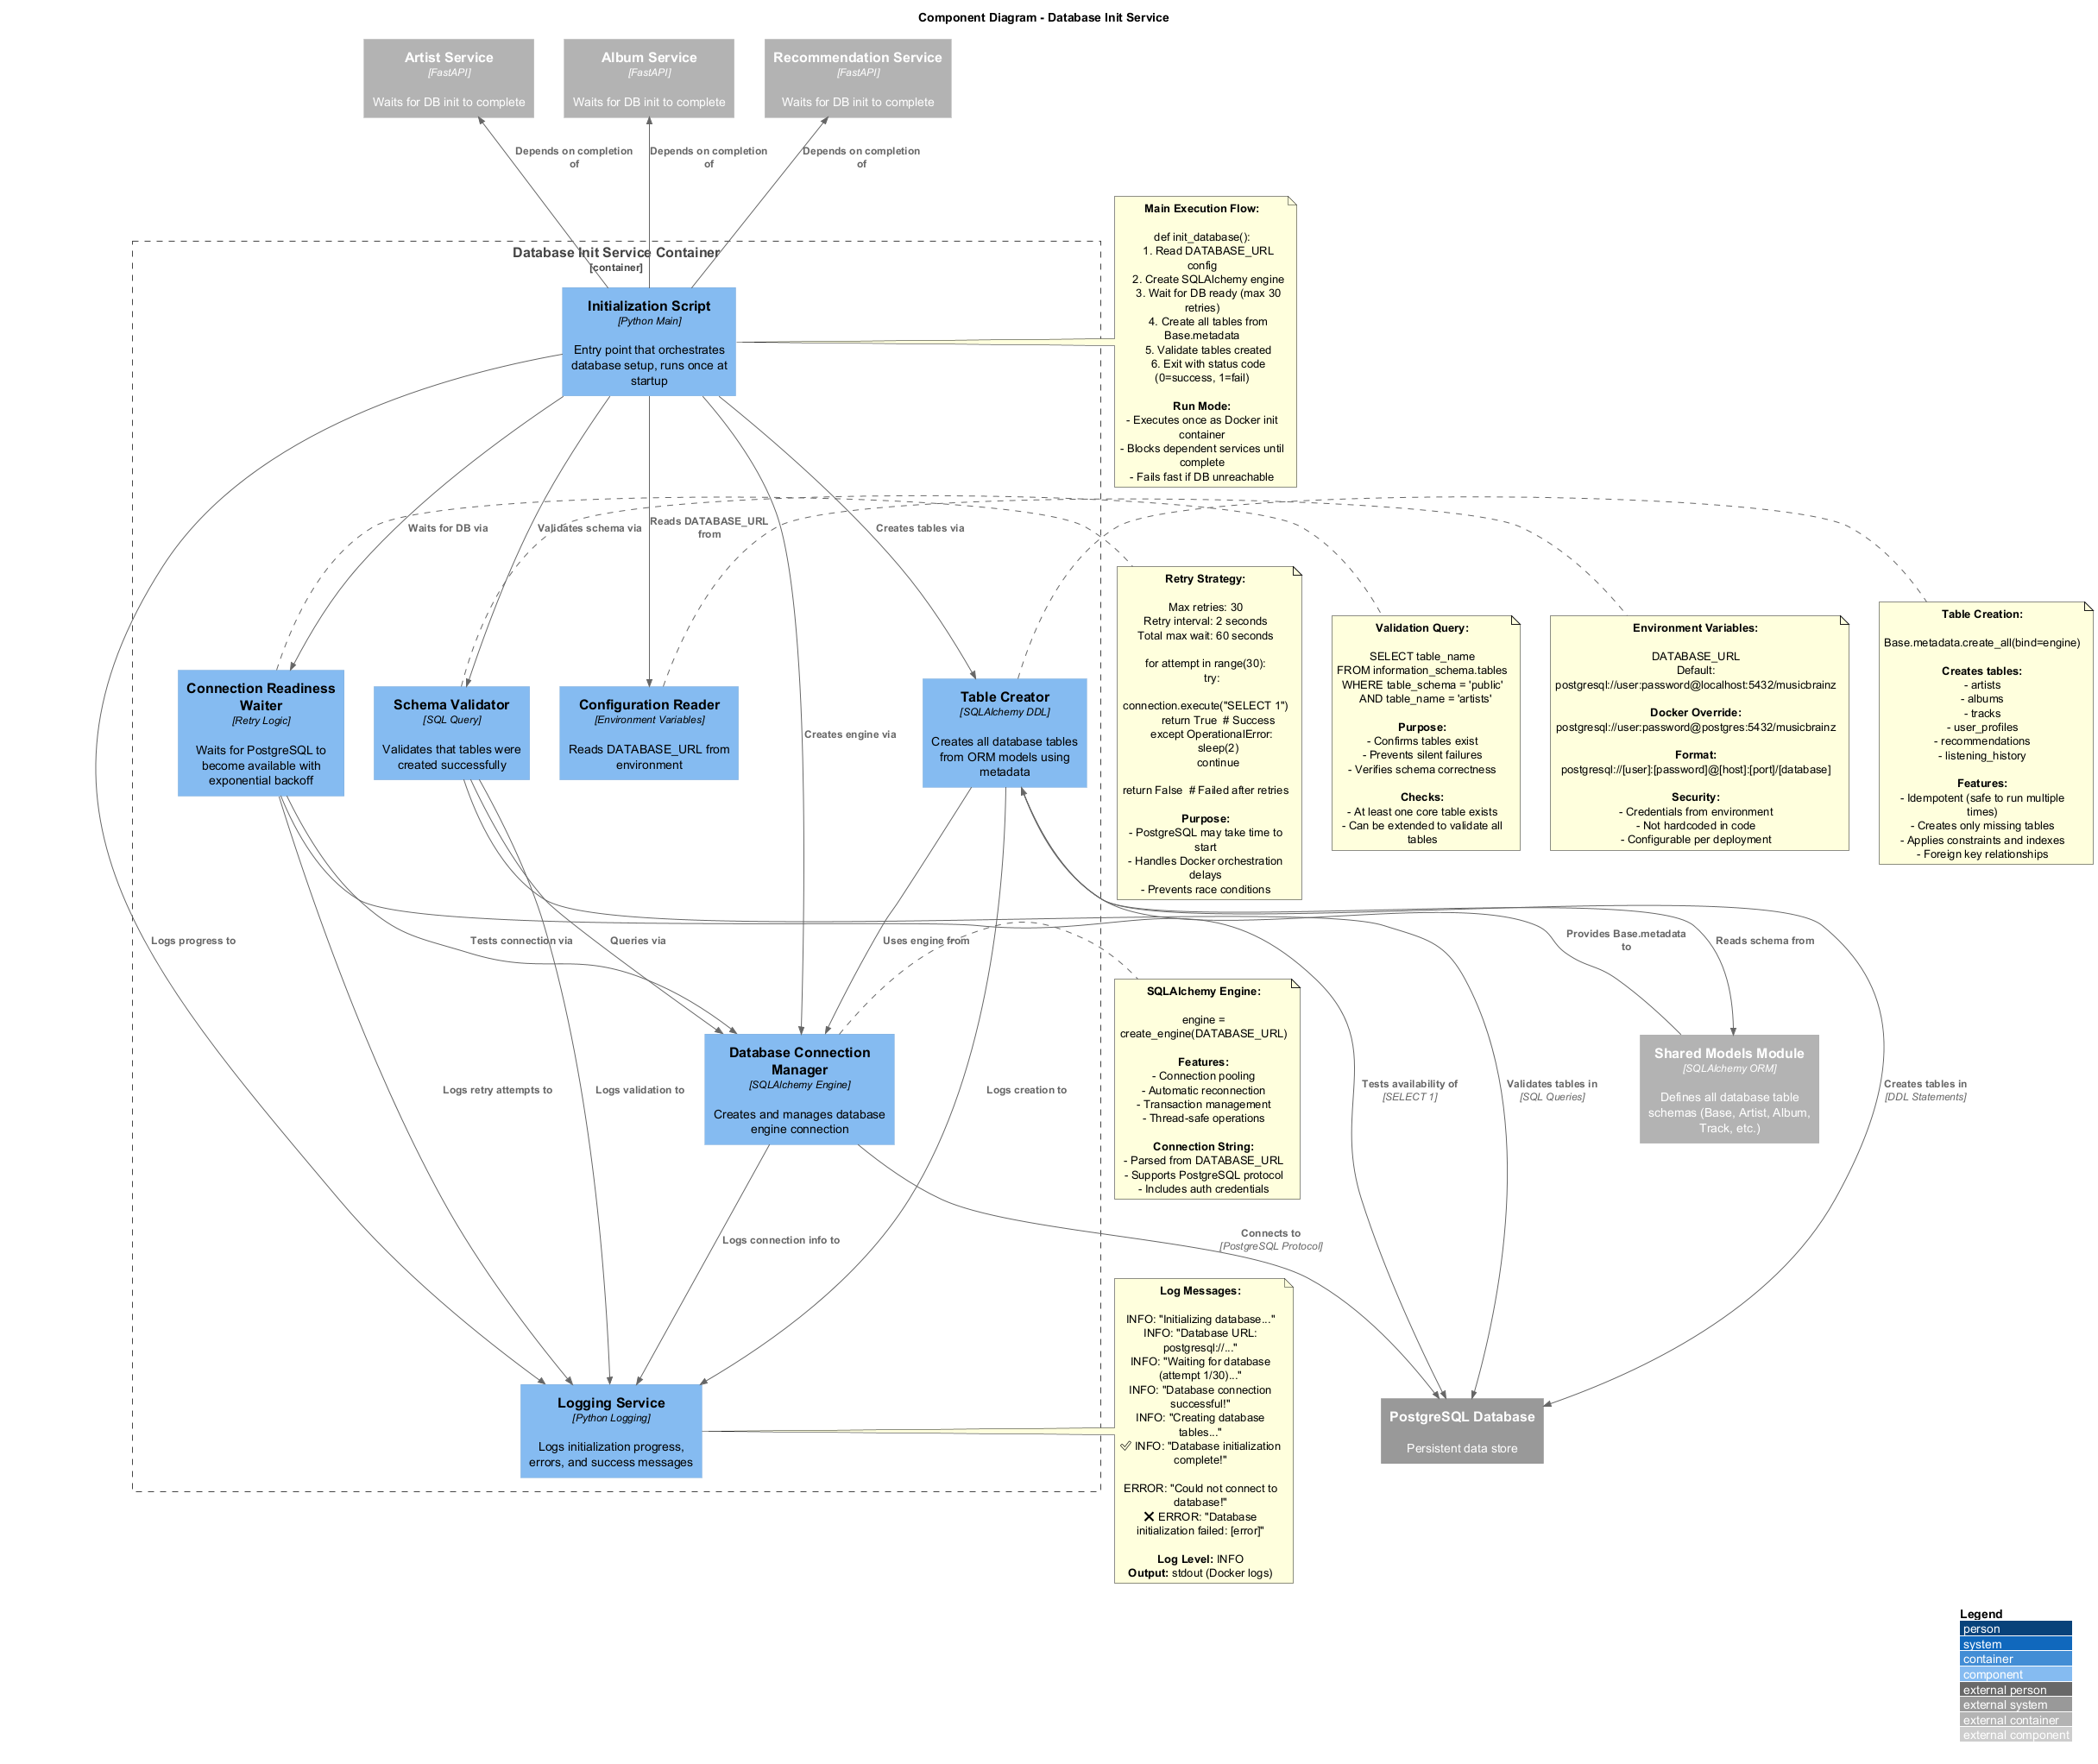 Component Diagram - Database Init Service
Artist Service
[FastAPI]
Waits for DB init to complete
Album Service
[FastAPI]
Waits for DB init to complete
Recommendation Service
[FastAPI]
Waits for DB init to complete
Depends on completion
of
Depends on completion
of
Depends on completion
of
Database Init Service Container
[container]
Initialization Script
[Python Main]
Entry point that orchestrates
database setup, runs once at
startup
Main Execution Flow:
def init_database():
1. Read DATABASE_URL
config
2. Create SQLAlchemy engine
3. Wait for DB ready (max 30
retries)
4. Create all tables from
Base.metadata
5. Validate tables created
6. Exit with status code
(0=success, 1=fail)
Run Mode:
- Executes once as Docker init
container
- Blocks dependent services until
complete
- Fails fast if DB unreachable
Waits for DB via
Validates schema via
Reads DATABASE_URL
from
Creates tables via
Connection Readiness
Waiter
[Retry Logic]
Waits for PostgreSQL to
become available with
exponential backoff
Schema Validator
[SQL Query]
Validates that tables were
created successfully
Configuration Reader
[Environment Variables]
Reads DATABASE_URL from
environment
Creates engine via
Table Creator
[SQLAlchemy DDL]
Creates all database tables
from ORM models using
metadata
Retry Strategy:
Max retries: 30
Retry interval: 2 seconds
Total max wait: 60 seconds
for attempt in range(30):
try:
connection.execute("SELECT 1")
return True  # Success
except OperationalError:
sleep(2)
continue
return False  # Failed after retries
Purpose:
- PostgreSQL may take time to
start
- Handles Docker orchestration
delays
- Prevents race conditions
Validation Query:
SELECT table_name
FROM information_schema.tables
WHERE table_schema = 'public'
AND table_name = 'artists'
Purpose:
- Confirms tables exist
- Prevents silent failures
- Verifies schema correctness
Checks:
- At least one core table exists
- Can be extended to validate all
tables
Environment Variables:
DATABASE_URL
Default:
postgresql://user:password@localhost:5432/musicbrainz
Docker Override:
postgresql://user:password@postgres:5432/musicbrainz
Format:
postgresql://[user]:[password]@[host]:[port]/[database]
Security:
- Credentials from environment
- Not hardcoded in code
- Configurable per deployment
Table Creation:
Base.metadata.create_all(bind=engine)
Creates tables:
- artists
- albums
- tracks
- user_profiles
- recommendations
- listening_history
Features:
- Idempotent (safe to run multiple
times)
- Creates only missing tables
- Applies constraints and indexes
- Foreign key relationships
Logs progress to
Tests connection via
Queries via
Uses engine from
Provides Base.metadata
to
Reads schema from
Database Connection
Manager
[SQLAlchemy Engine]
Creates and manages database
engine connection
SQLAlchemy Engine:
engine =
create_engine(DATABASE_URL)
Features:
- Connection pooling
- Automatic reconnection
- Transaction management
- Thread-safe operations
Connection String:
- Parsed from DATABASE_URL
- Supports PostgreSQL protocol
- Includes auth credentials
Shared Models Module
[SQLAlchemy ORM]
Defines all database table
schemas (Base, Artist, Album,
Track, etc.)
Logs retry attempts to
Logs validation to
Logs creation to
Tests availability of
[SELECT 1]
Validates tables in
[SQL Queries]
Creates tables in
[DDL Statements]
Logs connection info to
Connects to
[PostgreSQL Protocol]
Logging Service
[Python Logging]
Logs initialization progress,
errors, and success messages
Log Messages:
INFO: "Initializing database..."
INFO: "Database URL:
postgresql://..."
INFO: "Waiting for database
(attempt 1/30)..."
INFO: "Database connection
successful!"
INFO: "Creating database
tables..."
✅ INFO: "Database initialization
complete!"
ERROR: "Could not connect to
database!"
❌ ERROR: "Database
initialization failed: [error]"
Log Level: INFO
Output: stdout (Docker logs)
PostgreSQL Database
Persistent data store
Legend
person
system
container
component
external person
external system
external container
external component